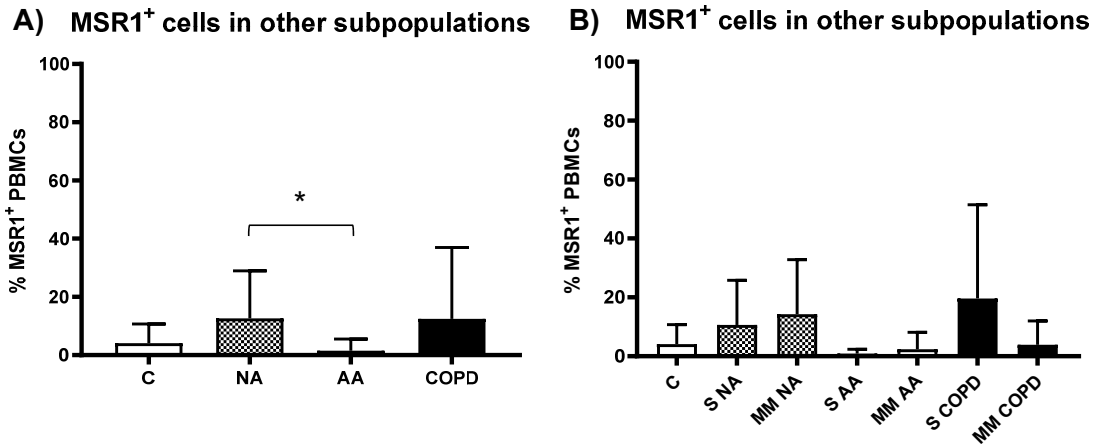 A) MSR1+ cells in other subpopulations
% MSR1+ PBMCs
100
80
60
40
20
0
*
C NA AA COPD
B) MSR1+ cells in other subpopulations
% MSR1+ PBMCs
100
80
60
40
20
0
C S NA MM NA S AA MM AA S COPD MM COPD